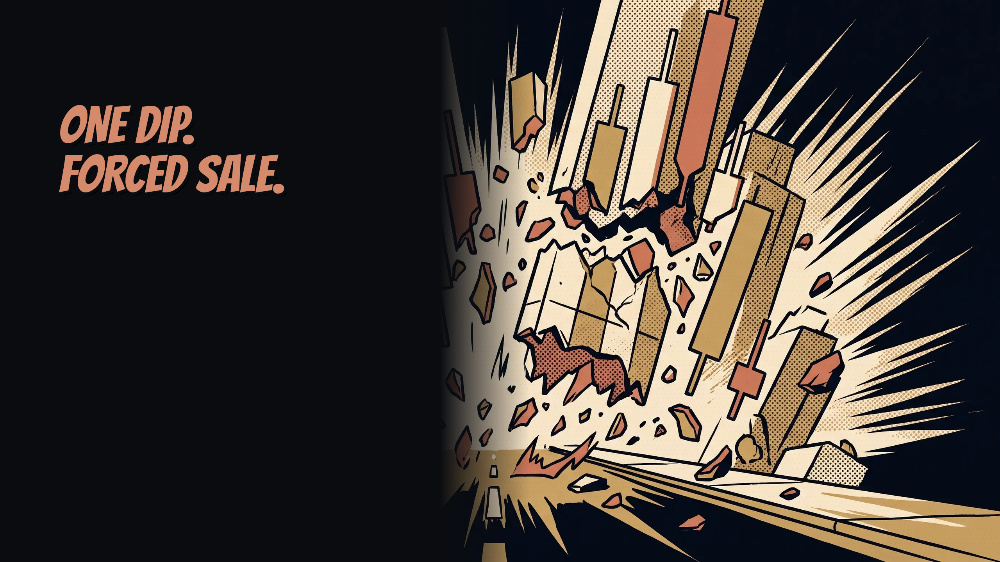 ONE DIP.
FORCED SALE.